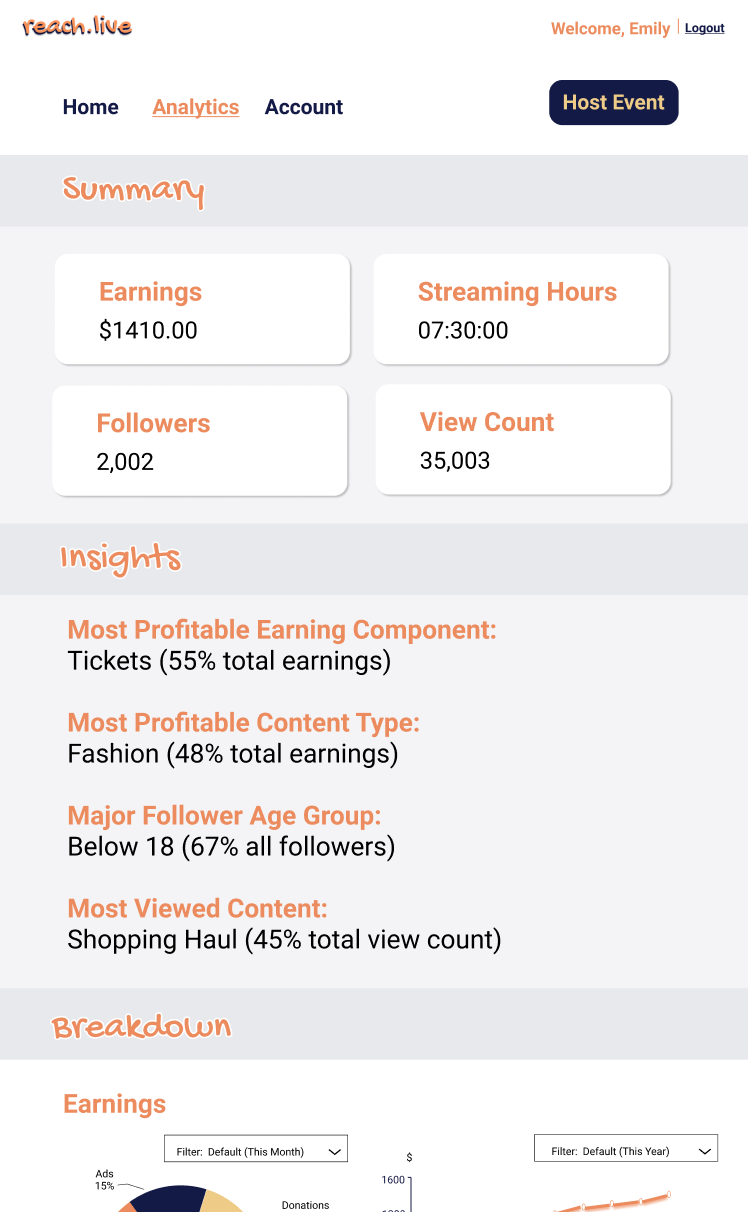 reach.live
Welcome, Emily
Logout
Home
Analytics
Account
Host Event
Summary
Earnings
$1410.00
Streaming Hours
07:30:00
Followers
2,002
View Count
35,003
Insights
Most Profitable Earning Component:
Tickets (55% total earnings)
Most Profitable Content Type:
Fashion (48% total earnings)
Major Follower Age Group:
Below 18 (67% all followers)
Most Viewed Content:
Shopping Haul (45% total view count)
Breakdown
Earnings
Filter: Default (This Month)
Filter: Default (This Year)
Ads
15%
Donations
$
1600